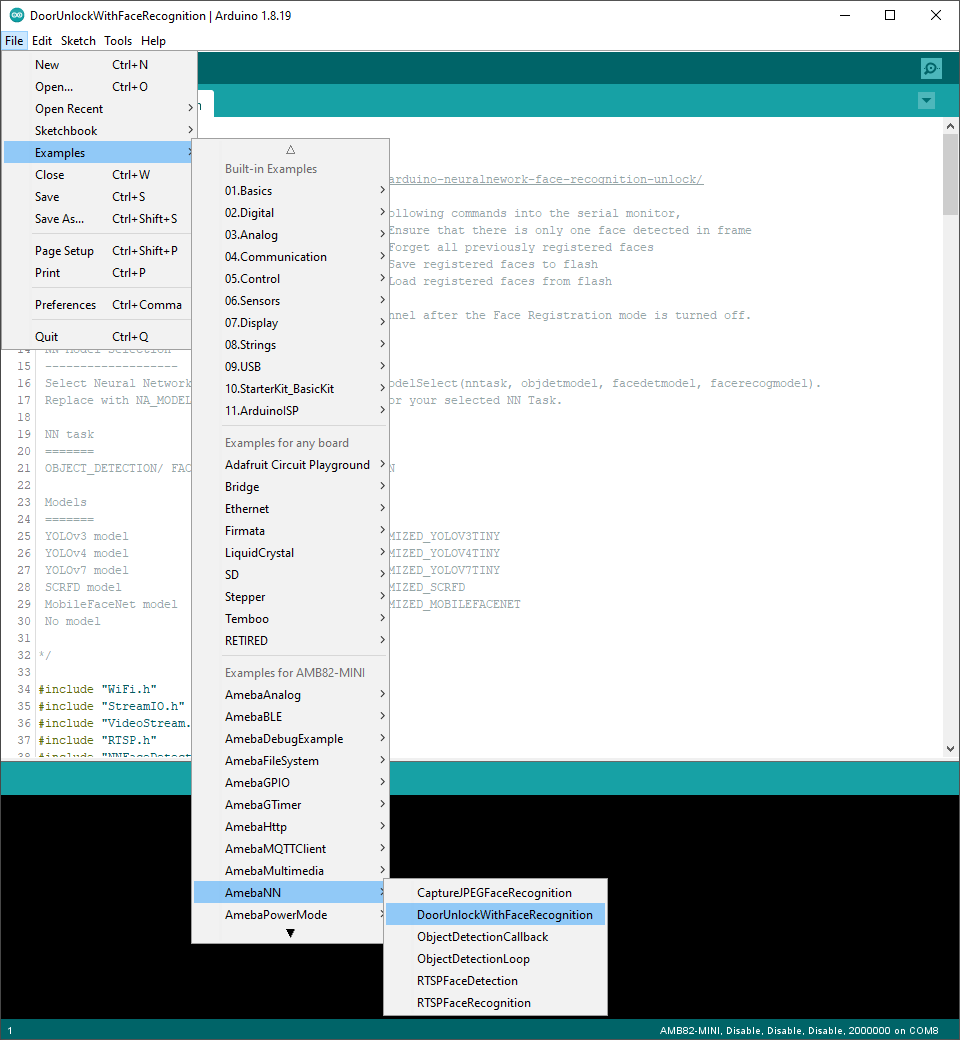 DoorUnlockWithFaceRecognition | Arduino 1.8.19
File Edit Sketch Tools Help
New Ctrl+N
Open... Ctrl+O
Open Recent
Sketchbook
Examples
Close Ctrl+W
Save Ctrl+S
Save As... Ctrl+Shift+S
Page Setup Ctrl+Shift+P
Print Ctrl+P
Preferences Ctrl+Comma
Quit Ctrl+Q
Built-in Examples
01.Basics
02.Digital
03.Analog
04.Communication
05.Control
06.Sensors
07.Display
08.Strings
09.USB
10.StarterKit_BasicKit
11.ArduinoISP
Examples for any board
Adafruit Circuit Playground
Bridge
Ethernet
Firmata
LiquidCrystal
SD
Stepper
Temboo
RETIRED
Examples for AMB82-MINI
AmebaAnalog
AmebaBLE
AmebaDebugExample
AmebaFileSystem
AmebaGPIO
AmebaGTimer
AmebaHttp
AmebaMQTTClient
AmebaMultimedia
AmebaNN
AmebaPowerMode
CaptureJPEGFaceRecognition
DoorUnlockWithFaceRecognition
ObjectDetectionCallback
ObjectDetectionLoop
RTSPFaceDetection
RTSPFaceRecognition
arduino-neuralnework-face-recognition-unlock/
ollowing commands into the serial monitor,
Ensure that there is only one face detected in frame
Forget all previously registered faces
Save registered faces to flash
Load registered faces from flash
nnel after the Face Registration mode is turned off.
14 NN Model Selection
15 -------------------
16 Select Neural Network odelSelect(nntask, objdetmodel, facedetmodel, facerecogmodel).
17 Replace with NA_MODEL or your selected NN Task.
18
19 NN task
20 =======
21 OBJECT_DETECTION/ FAC N
22
23 Models
24 =======
25 YOLOv3 model MIZED_YOLOV3TINY
26 YOLOv4 model MIZED_YOLOV4TINY
27 YOLOv7 model MIZED_YOLOV7TINY
28 SCRFD model MIZED_SCRFD
29 MobileFaceNet model MIZED_MOBILEFACENET
30 No model
31
32 */
33
34 #include "WiFi.h"
35 #include "StreamIO.h"
36 #include "VideoStream.
37 #include "RTSP.h"
38 #include "NNFaceDetect
1
AMB82-MINI, Disable, Disable, Disable, 2000000 on COM8